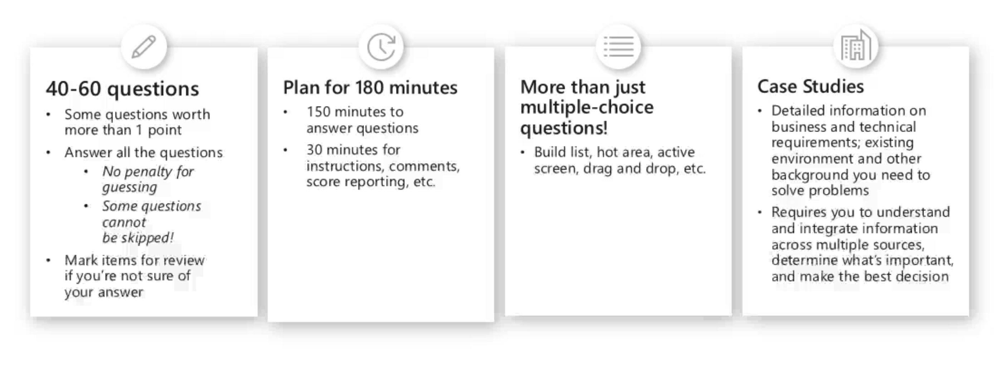 40-60 questions
• Some questions worth
more than 1 point
• Answer all the questions
• No penalty for
guessing
• Some questions
cannot
be skipped!
• Mark items for review
if you're not sure of
your answer
Plan for 180 minutes
• 150 minutes to
answer questions
• 30 minutes for
instructions, comments,
score reporting, etc.
More than just
multiple-choice
questions!
• Build list, hot area, active
screen, drag and drop, etc.
Case Studies
• Detailed information on
business and technical
requirements; existing
environment and other
background you need to
solve problems
• Requires you to understand
and integrate information
across multiple sources,
determine what's important,
and make the best decision